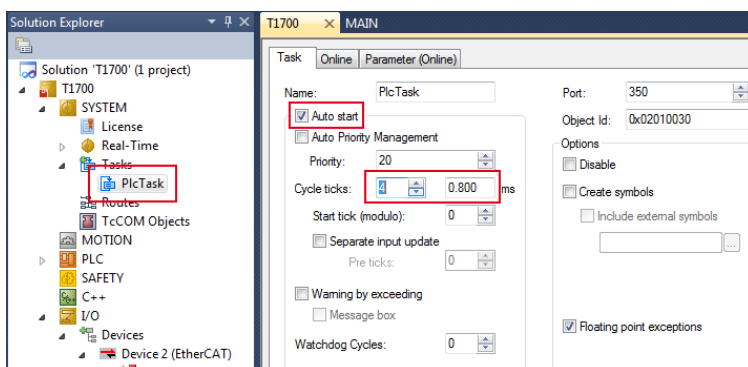 Solution Explorer
Solution 'T1700' (1 project)
T1700
SYSTEM
License
Real-Time
Tasks
PlcTask
Routes
TcCOM Objects
MOTION
PLC
SAFETY
C++
I/O
Devices
Device 2 (EtherCAT)
T1700 MAIN
Task Online Parameter (Online)
Name: PlcTask
Auto start
Auto Priority Management
Priority: 20
Cycle ticks: 4 0.800 ms
Start tick (modulo): 0
Separate input update
Pre ticks: 0
Warning by exceeding
Message box
Watchdog Cycles: 0
Port: 350
Object Id: 0x02010030
Options
Disable
Create symbols
Include external symbols
...
Floating point exceptions